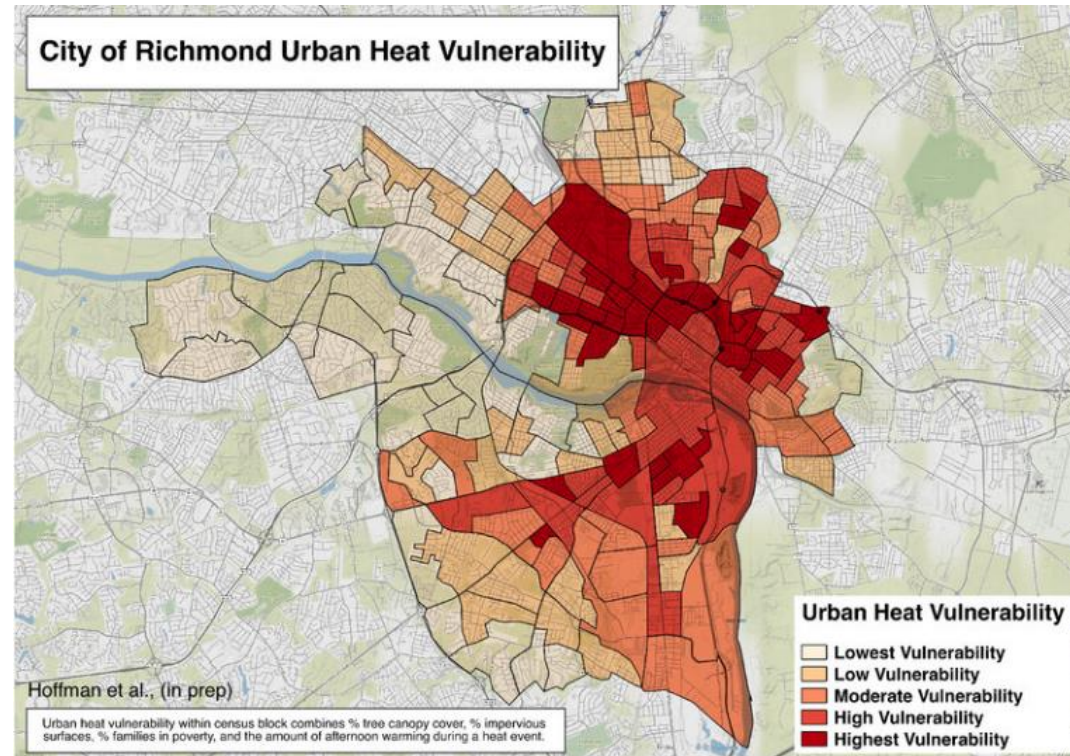 City of Richmond Urban Heat Vulnerability
Urban Heat Vulnerability
Lowest Vulnerability
Low Vulnerability
Moderate Vulnerability
High Vulnerability
Highest Vulnerability
Hoffman et al., (in prep)
Urban heat vulnerability within census block combines % tree canopy cover, % impervious
surfaces, % families in poverty, and the amount of afternoon warming during a heat event.